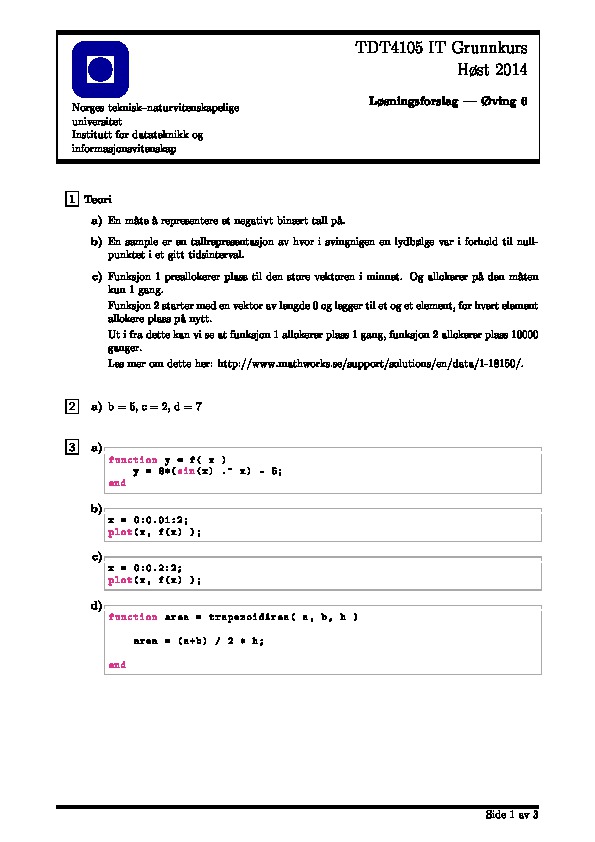 TDT4105 IT Grunnkurs
Høst 2014
Løsningsforslag — Øving 6
Norges teknisk–naturvitenskapelige
universitet
Institutt for datateknikk og
informasjonsvitenskap
1 Teori
a) En måte å representere et negativt binært tall på.
b) En sample er en tallrepresentasjon av hvor i svingnigen en lydbølge var i forhold til null-
punktet i et gitt tidsinterval.
c) Funksjon 1 preallokerer plass til den store vektoren i minnet. Og allokerer på den måten
kun 1 gang.
Funksjon 2 starter med en vektor av lengde 0 og legger til et og et element, for hvert element
allokere plass på nytt.
Ut i fra dette kan vi se at funksjon 1 allokerer plass 1 gang, funksjon 2 allokerer plass 10000
ganger.
Les mer om dette her: http://www.mathworks.se/support/solutions/en/data/1-18150/.
2 a) b = 5, c = 2, d = 7
3 a)
function y = f( x )
y = 8*(sin(x) .^ x) - 5;
end
b)
x = 0:0.01:2;
plot(x, f(x) );
c)
x = 0:0.2:2;
plot(x, f(x) );
d)
function area = trapezoidArea( a, b, h )
area = (a+b) / 2 * h;
end
Side 1 av 3